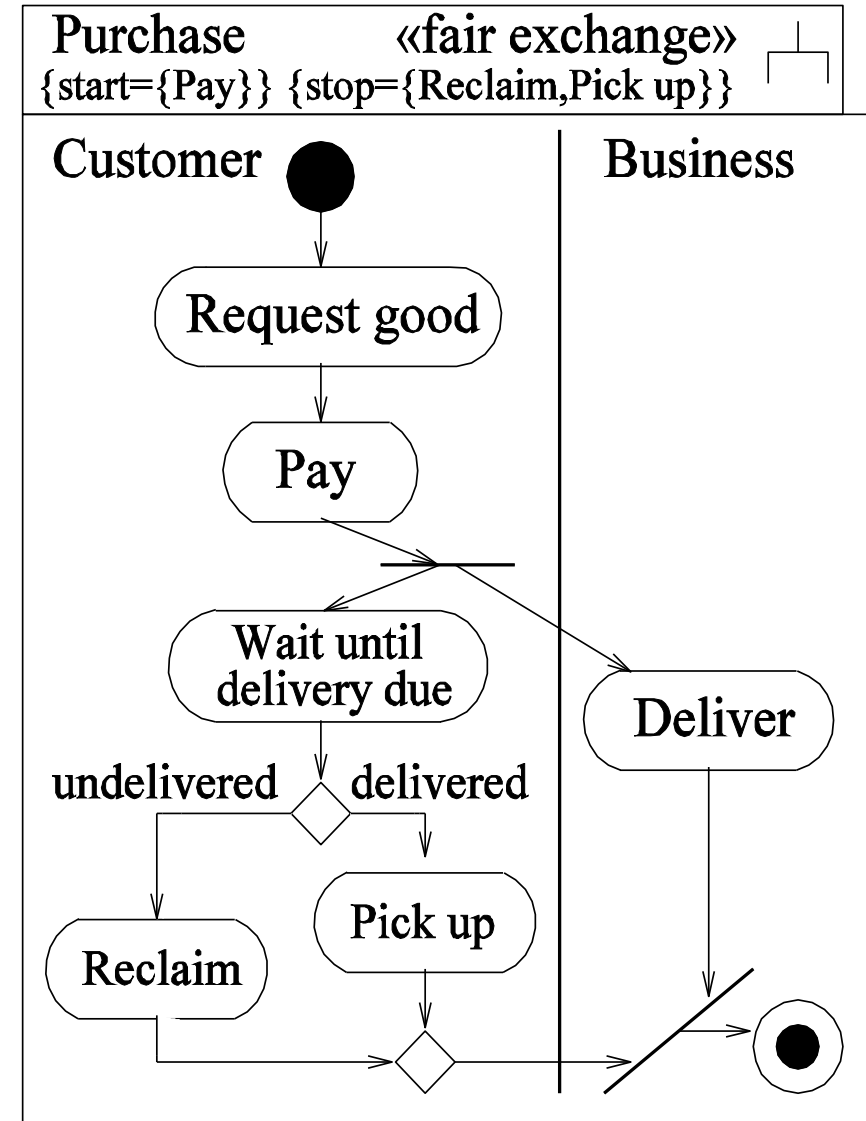 Purchase «fair exchange»
{start={Pay}} {stop={Reclaim,Pick up}}
Customer
Business
Request good
Pay
Wait until
delivery due
Deliver
undelivered
delivered
Pick up
Reclaim